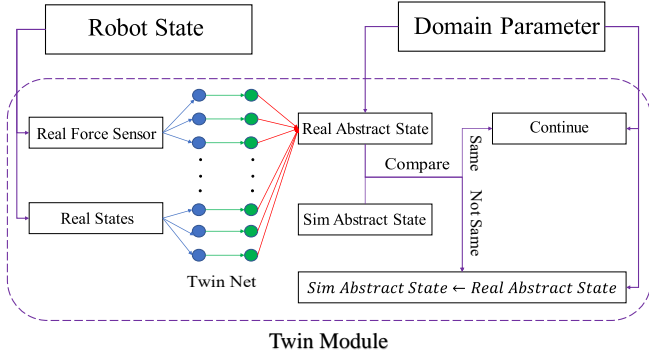 Robot State
Domain Parameter
Real Force Sensor
Real Abstract State
Continue
Compare
Same
Real States
Sim Abstract State
Not Same
Twin Net
Sim Abstract State ← Real Abstract State
Twin Module